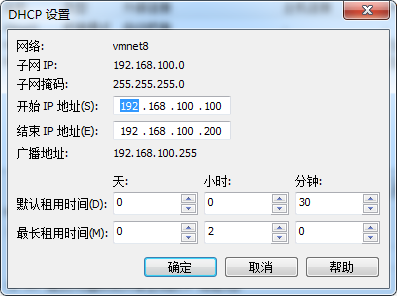 DHCP 设置
网络: vmnet8
子网 IP: 192.168.100.0
子网掩码: 255.255.255.0
开始 IP 地址(S): 192 . 168 . 100 . 100
结束 IP 地址(E): 192 . 168 . 100 . 200
广播地址: 192.168.100.255
天: 小时: 分钟:
默认租用时间(D): 0 0 30
最长租用时间(M): 0 2 0
确定 取消 帮助